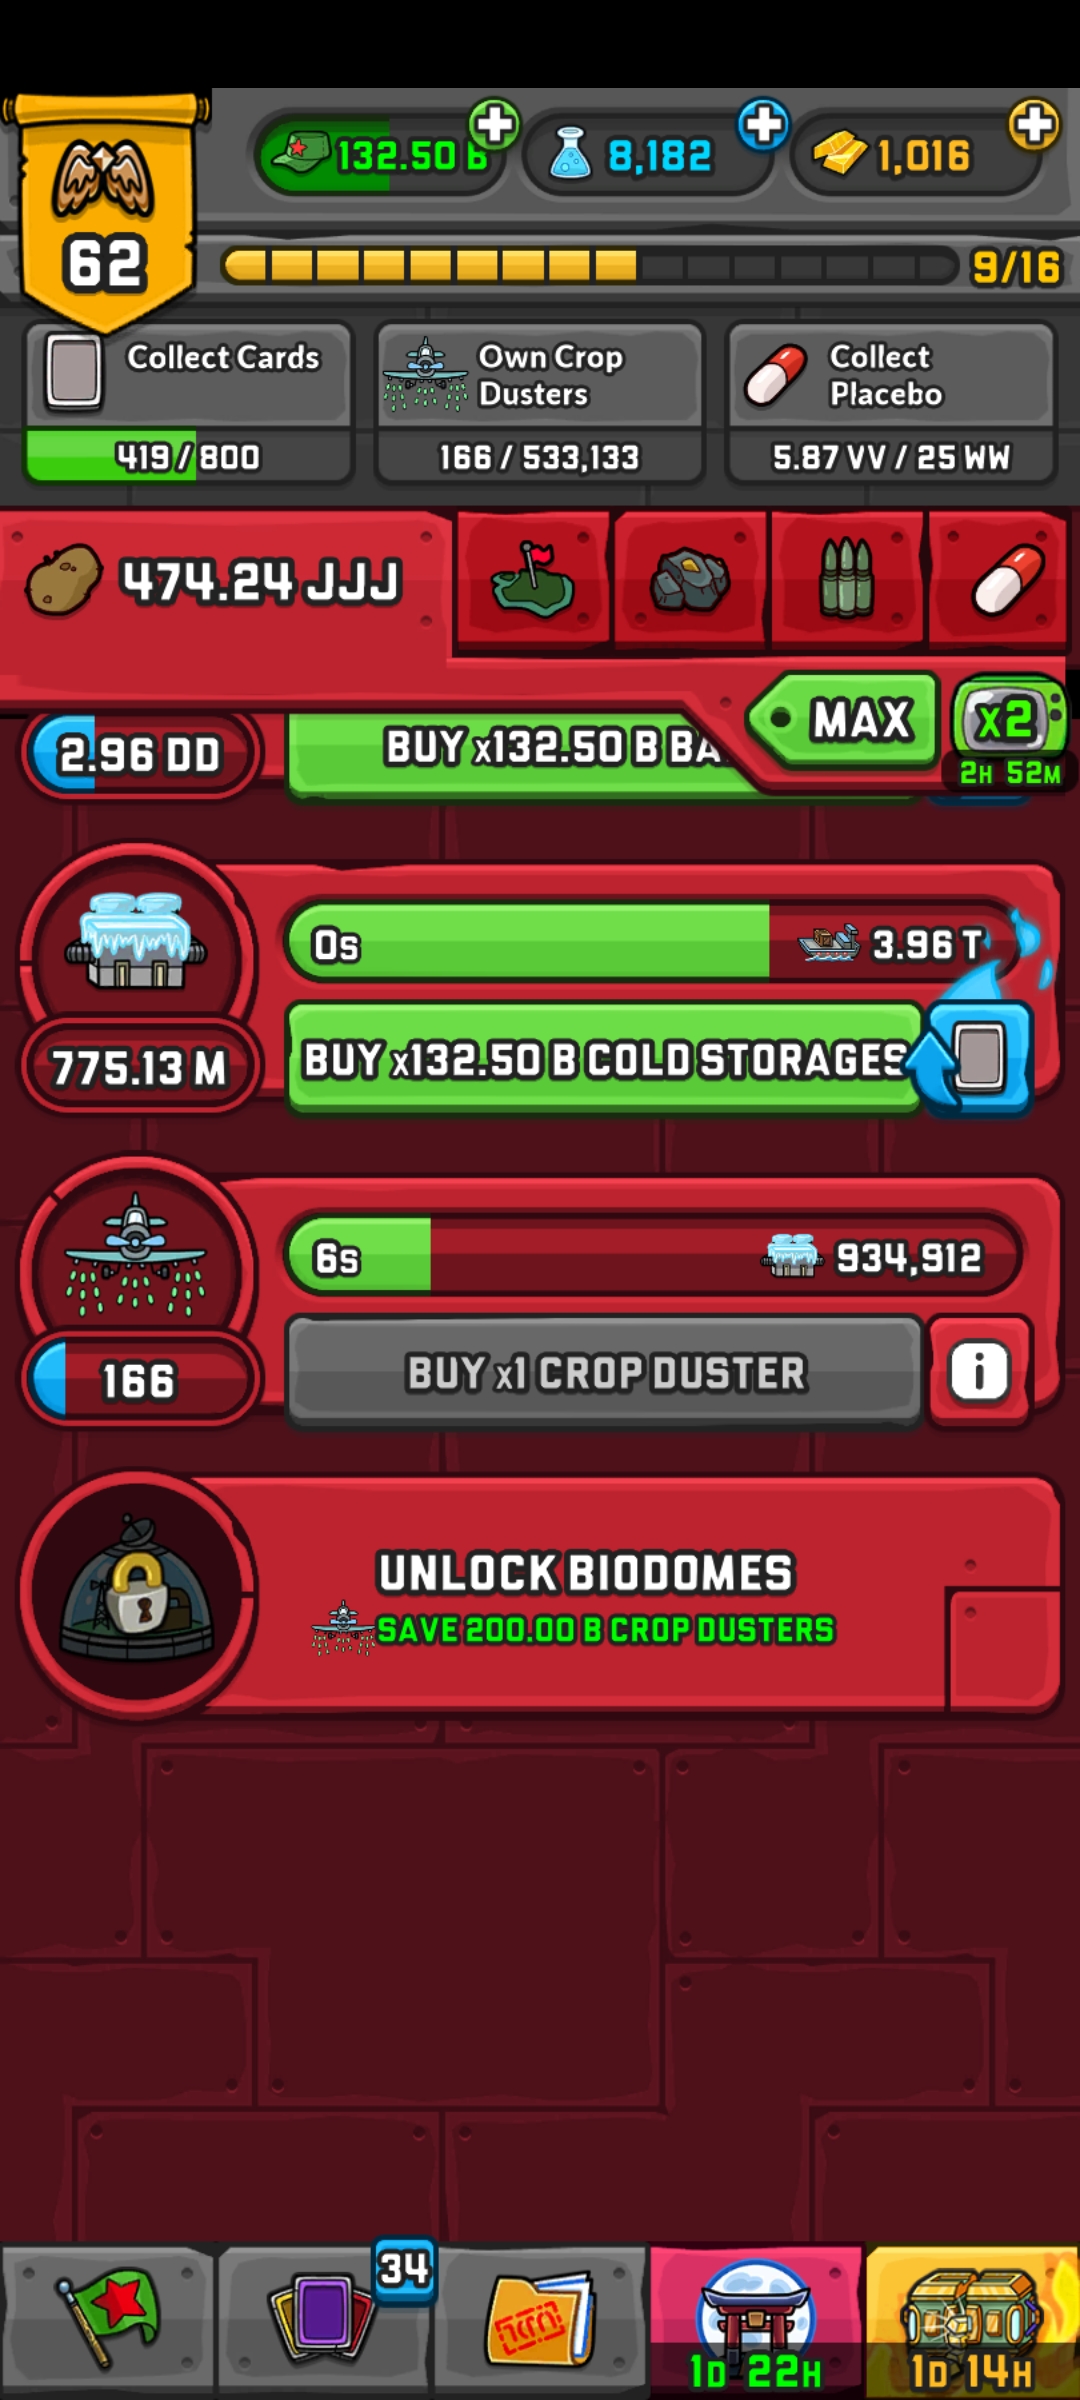 132.50 B
8,182
1,016
62
9/16
Collect Cards
419 / 800
Own Crop
Dusters
166 / 533,133
Collect
Placebo
5.87 VV / 25 WW
474.24 JJJ
MAX
x2
2H 52M
2.96 DD
BUY x132.50 B
0s
3.96 T
775.13 M
BUY x132.50 B COLD STORAGES
6s
934,912
166
BUY x1 CROP DUSTER
i
UNLOCK BIODOMES
SAVE 200.00 B CROP DUSTERS
34
1D 22H
1D 14H